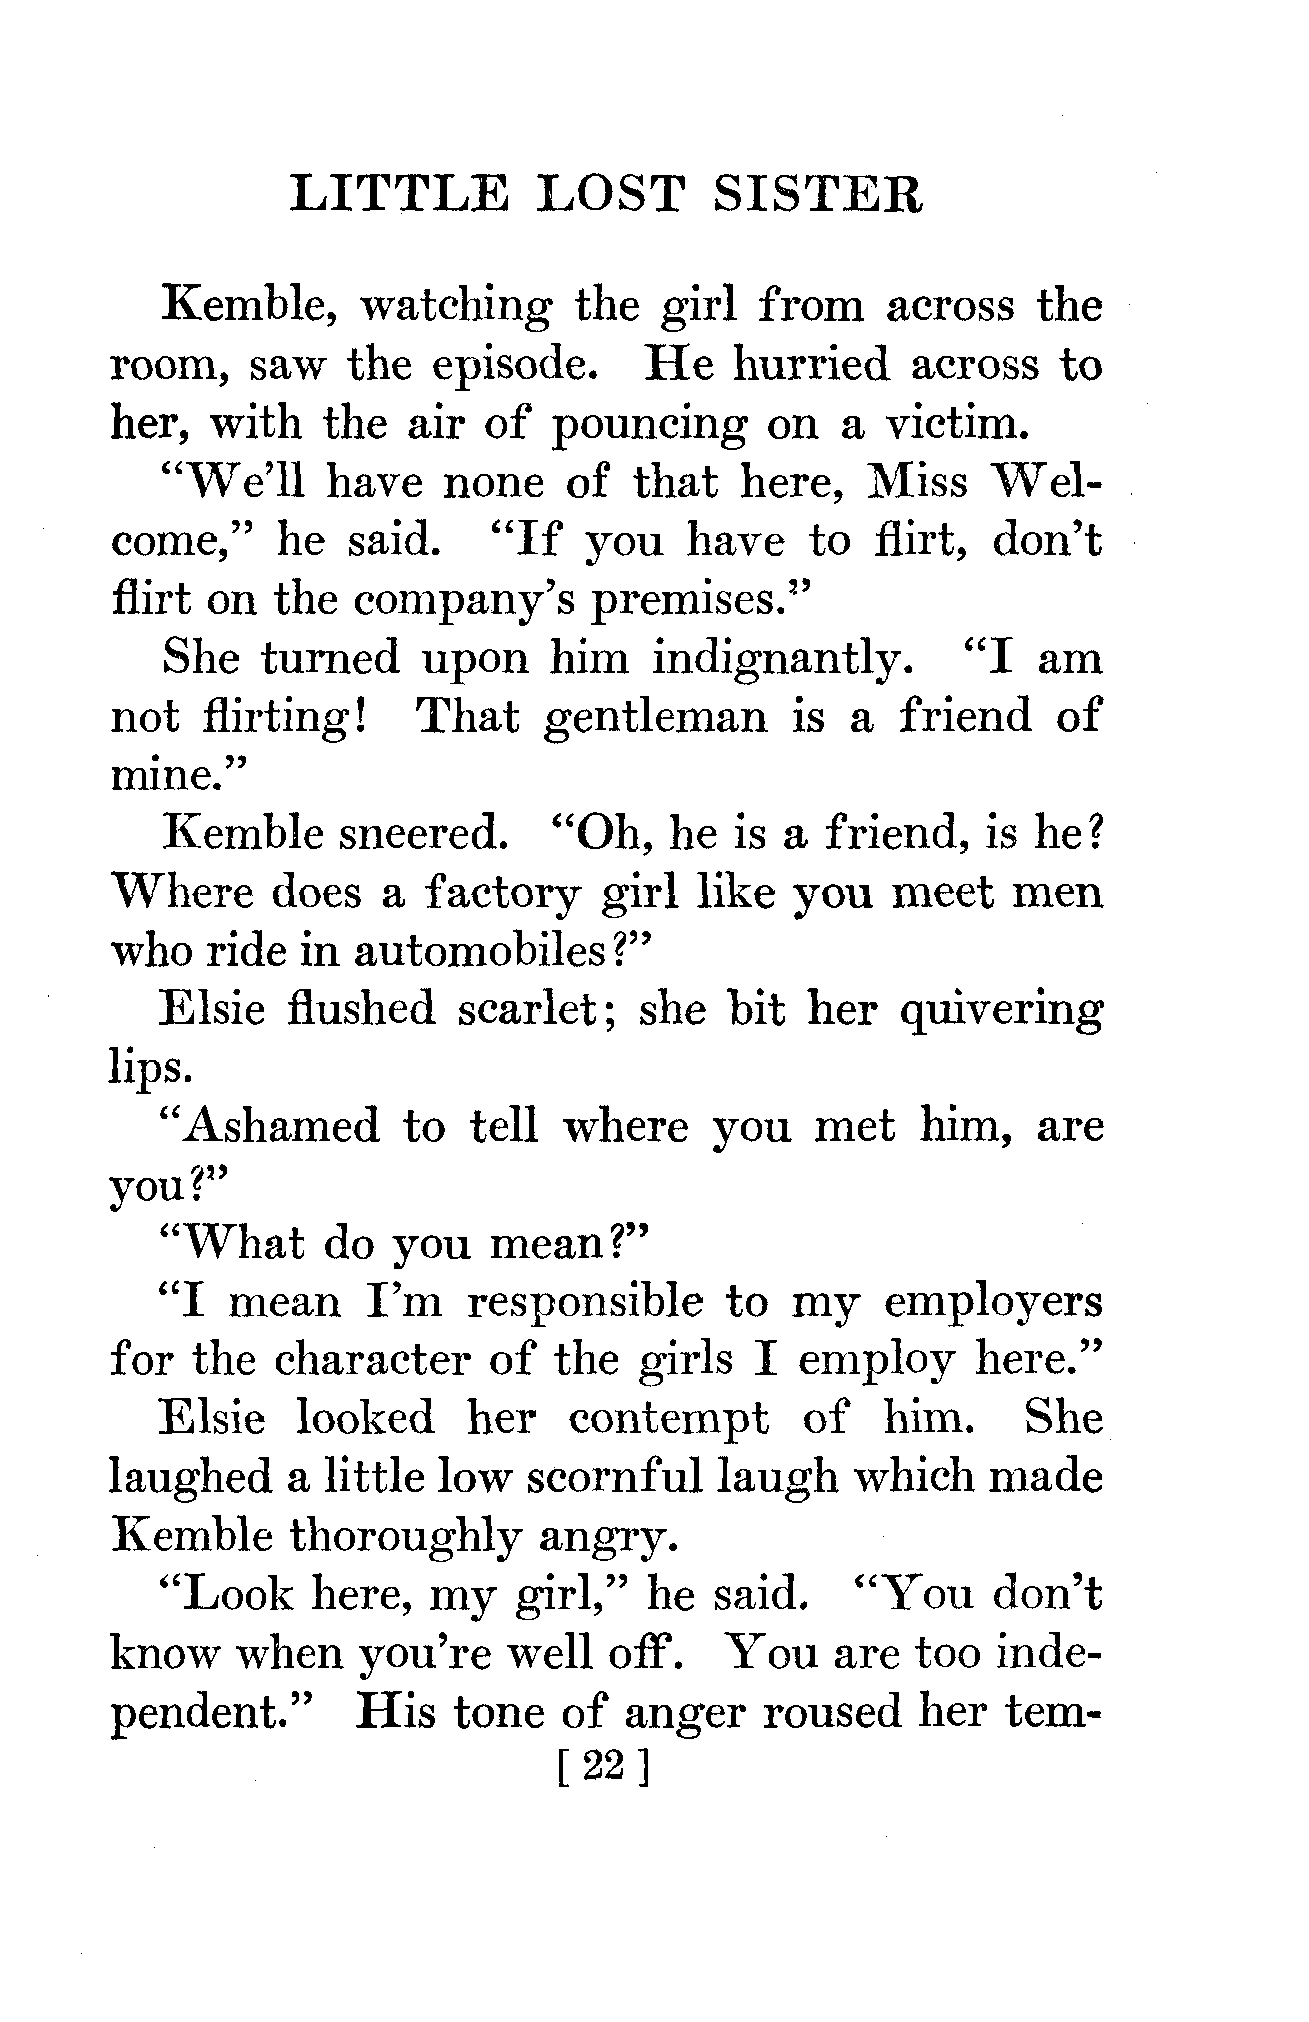 LITTLE LOST SISTER
Kemble, watching the girl from across the
room, saw the episode. He hurried across to
her, with the air of pouncing on a victim.
“We’ll have none of that here, Miss Wel-
come,” he said. “If you have to flirt, don’t
flirt on the company’s premises.”
She turned upon him indignantly. “I am
not flirting! That gentleman is a friend of
mine.”
Kemble sneered. “Oh, he is a friend, is he?
Where does a factory girl like you meet men
who ride in automobiles?”
Elsie flushed scarlet; she bit her quivering
lips.
“Ashamed to tell where you met him, are
you?”
“What do you mean?”
“I mean I’m responsible to my employers
for the character of the girls I employ here.”
Elsie looked her contempt of him. She
laughed a little low scornful laugh which made
Kemble thoroughly angry.
“Look here, my girl,” he said. “You don’t
know when you’re well off. You are too inde-
pendent.” His tone of anger roused her tem-
[ 22 ]